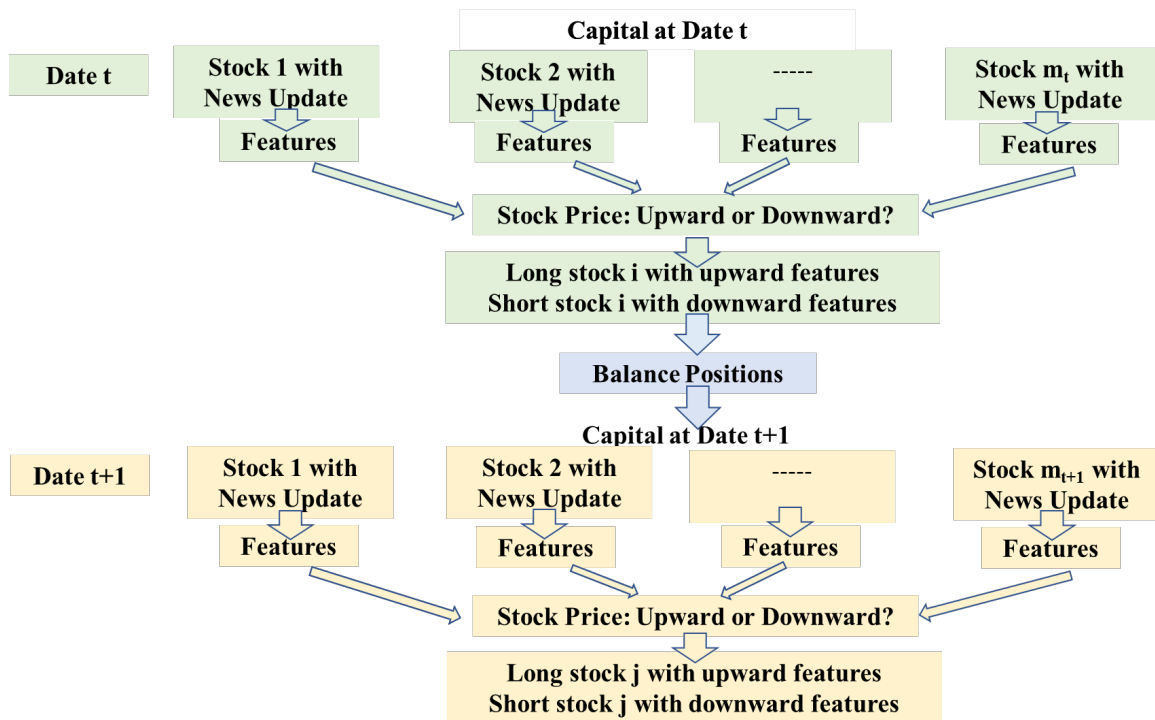 Capital at Date t
Date t
Stock 1 with
News Update
Stock 2 with
News Update
-----
Stock mₜ with
News Update
Features
Features
Features
Features
Stock Price: Upward or Downward?
Long stock i with upward features
Short stock i with downward features
Balance Positions
Capital at Date t+1
Date t+1
Stock 1 with
News Update
Stock 2 with
News Update
-----
Stock mₜ₊₁ with
News Update
Features
Features
Features
Features
Stock Price: Upward or Downward?
Long stock j with upward features
Short stock j with downward features